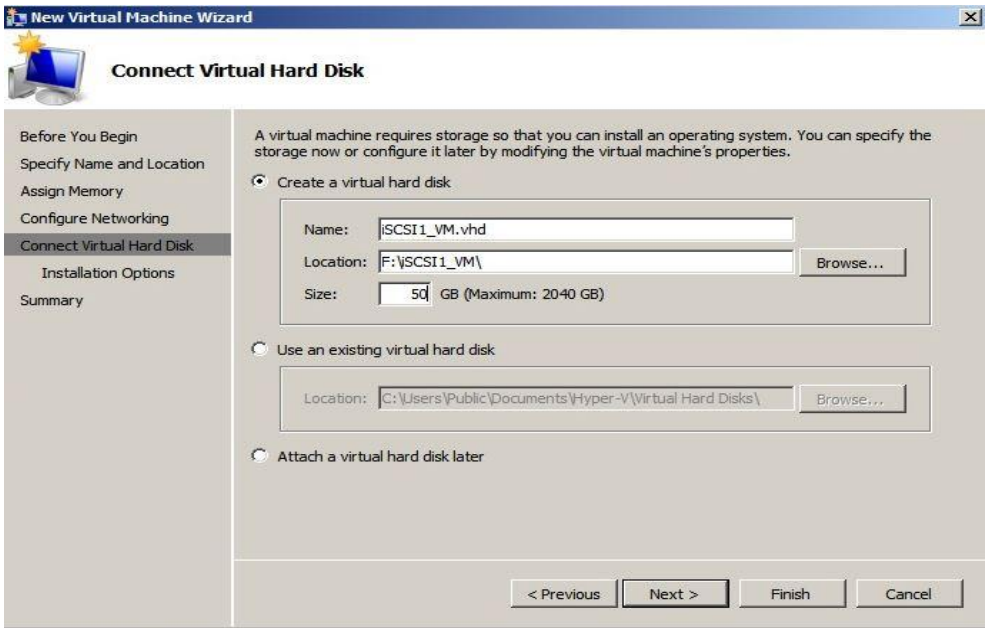 New Virtual Machine Wizard
Connect Virtual Hard Disk
Before You Begin
Specify Name and Location
Assign Memory
Configure Networking
Connect Virtual Hard Disk
Installation Options
Summary
A virtual machine requires storage so that you can install an operating system. You can specify the
storage now or configure it later by modifying the virtual machine's properties.
Create a virtual hard disk
Name: iSCSI1_VM.vhd
Location: F:\iSCSI1_VM\ Browse...
Size: 50 GB (Maximum: 2040 GB)
Use an existing virtual hard disk
Location: C:\Users\Public\Documents\Hyper-V\Virtual Hard Disks\ Browse...
Attach a virtual hard disk later
< Previous Next > Finish Cancel